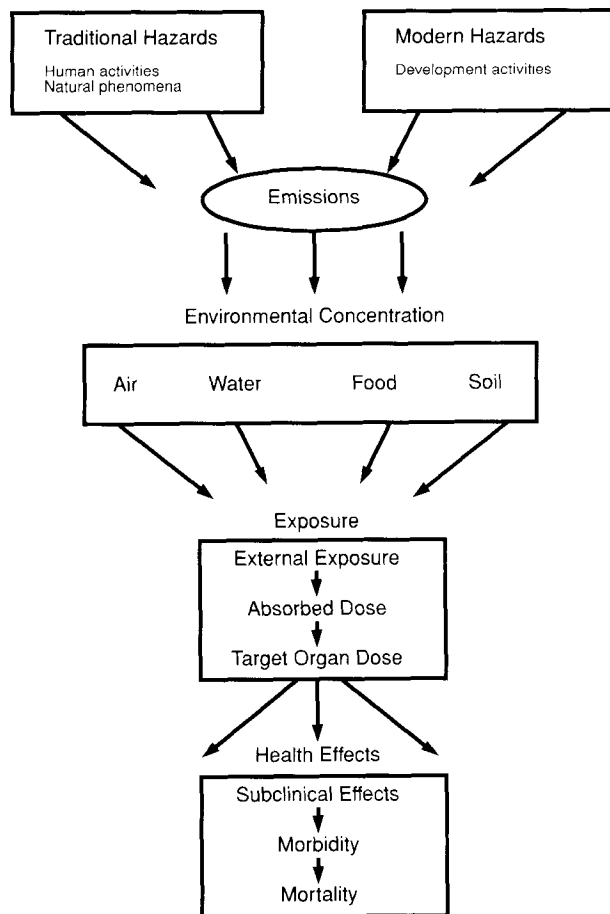 Traditional Hazards
Human activities
Natural phenomena
Modern Hazards
Development activities
Emissions
Environmental Concentration
Air Water Food Soil
Exposure
External Exposure
Absorbed Dose
Target Organ Dose
Health Effects
Subclinical Effects
Morbidity
Mortality